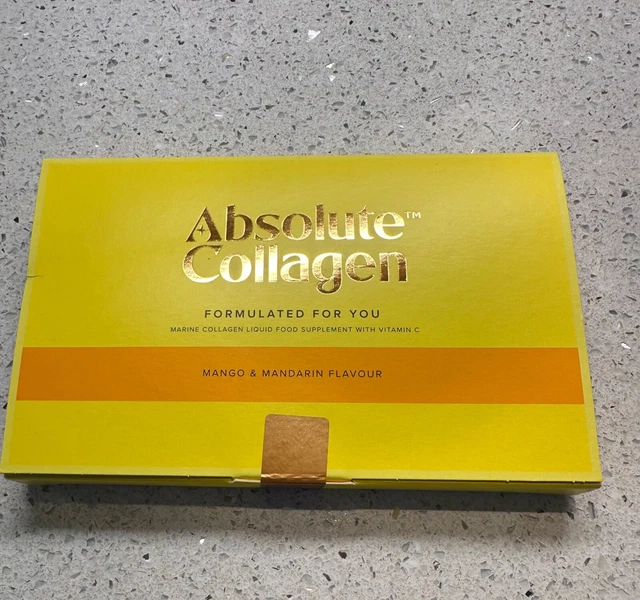 Absolute™
Collagen
FORMULATED FOR YOU
MARINE COLLAGEN LIQUID FOOD SUPPLEMENT WITH VITAMIN C
MANGO & MANDARIN FLAVOUR